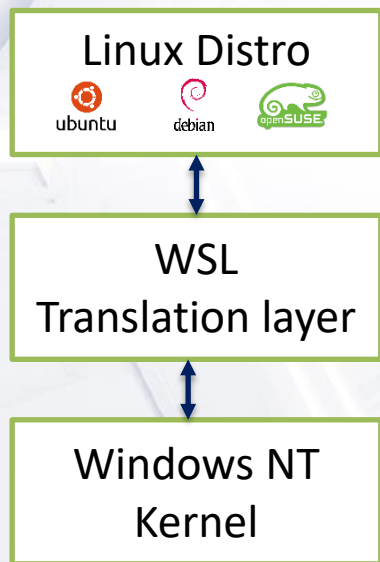 Linux Distro
ubuntu
debian
openSUSE
WSL
Translation layer
Windows NT
Kernel